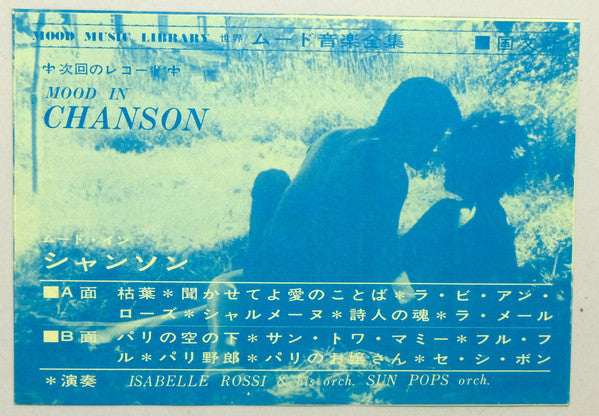 MOOD MUSIC LIBRARY 世界 ムード音楽全集 ■国文社
次回のレコード
MOOD IN
CHANSON
ムード・イン
シャンソン
■A面 枯葉＊聞かせてよ愛のことば＊ラ・ビ・アン・
ローズ＊シャルメーヌ＊詩人の魂＊ラ・メール
■B面 パリの空の下＊サン・トワ・マミー＊フル・フ
ル＊パリ野郎＊パリのお嬢さん＊セ・シ・ボン
＊演奏 ISABELLE ROSSI & his orch. SUN POPS orch.